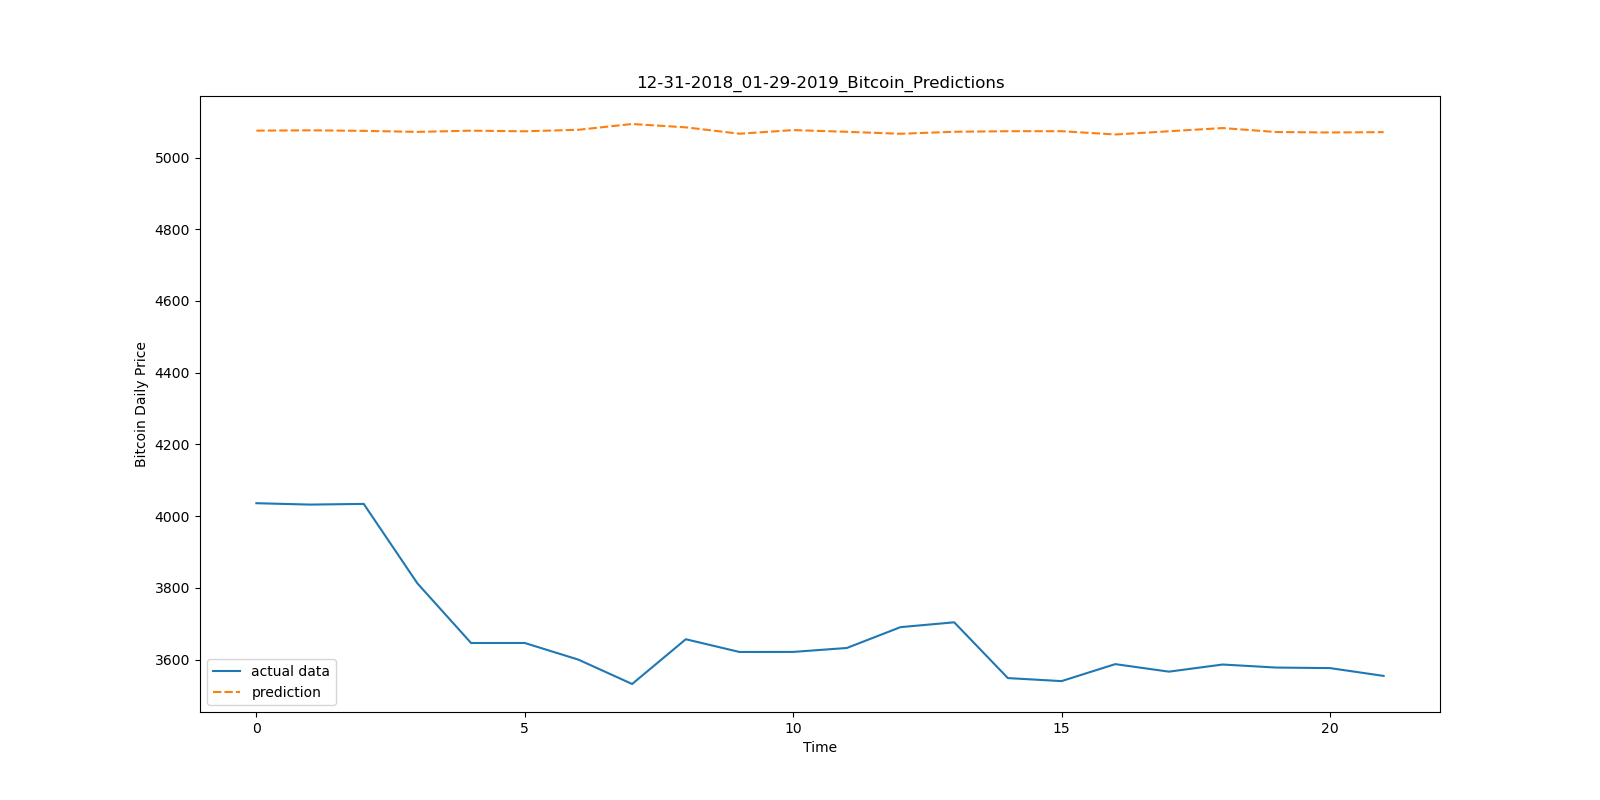 12-31-2018_01-29-2019_Bitcoin_Predictions
Bitcoin Daily Price
5000
4800
4600
4400
4200
4000
3800
3600
actual data
prediction
0 5 10 15 20
Time